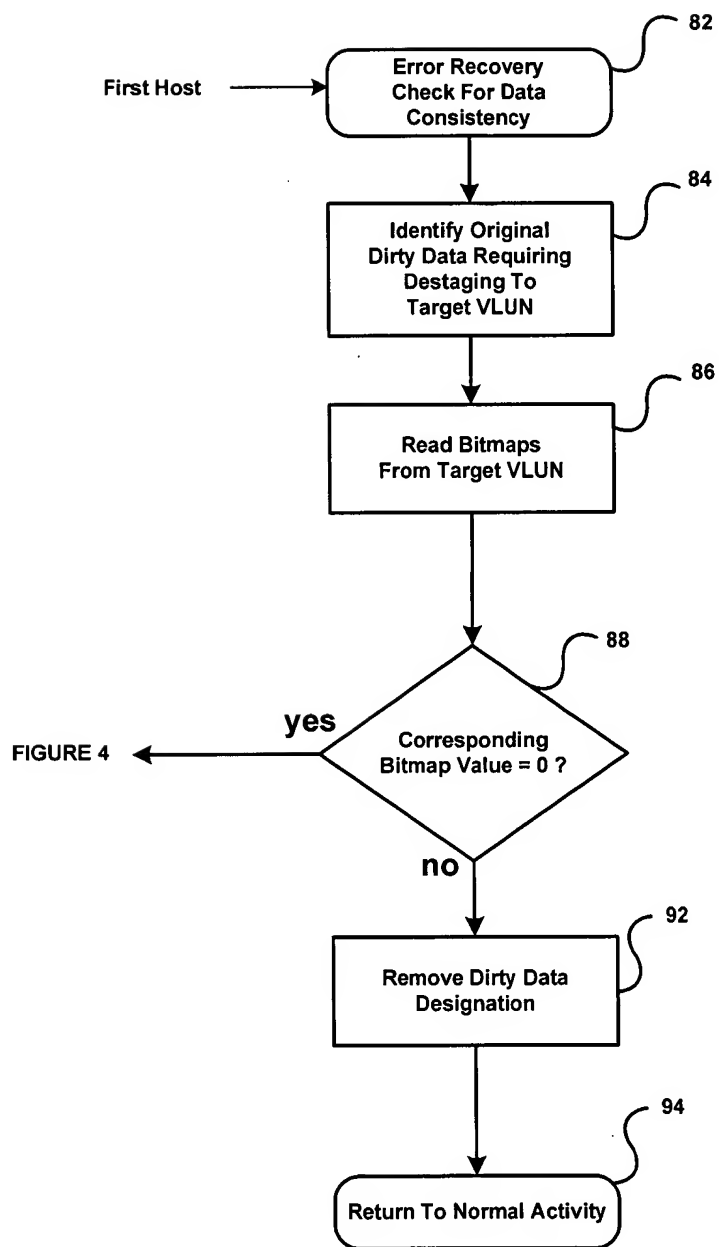 82
First Host
Error Recovery
Check For Data
Consistency
84
Identify Original
Dirty Data Requiring
Destaging To
Target VLUN
86
Read Bitmaps
From Target VLUN
88
yes
FIGURE 4
Corresponding
Bitmap Value = 0 ?
no
92
Remove Dirty Data
Designation
94
Return To Normal Activity